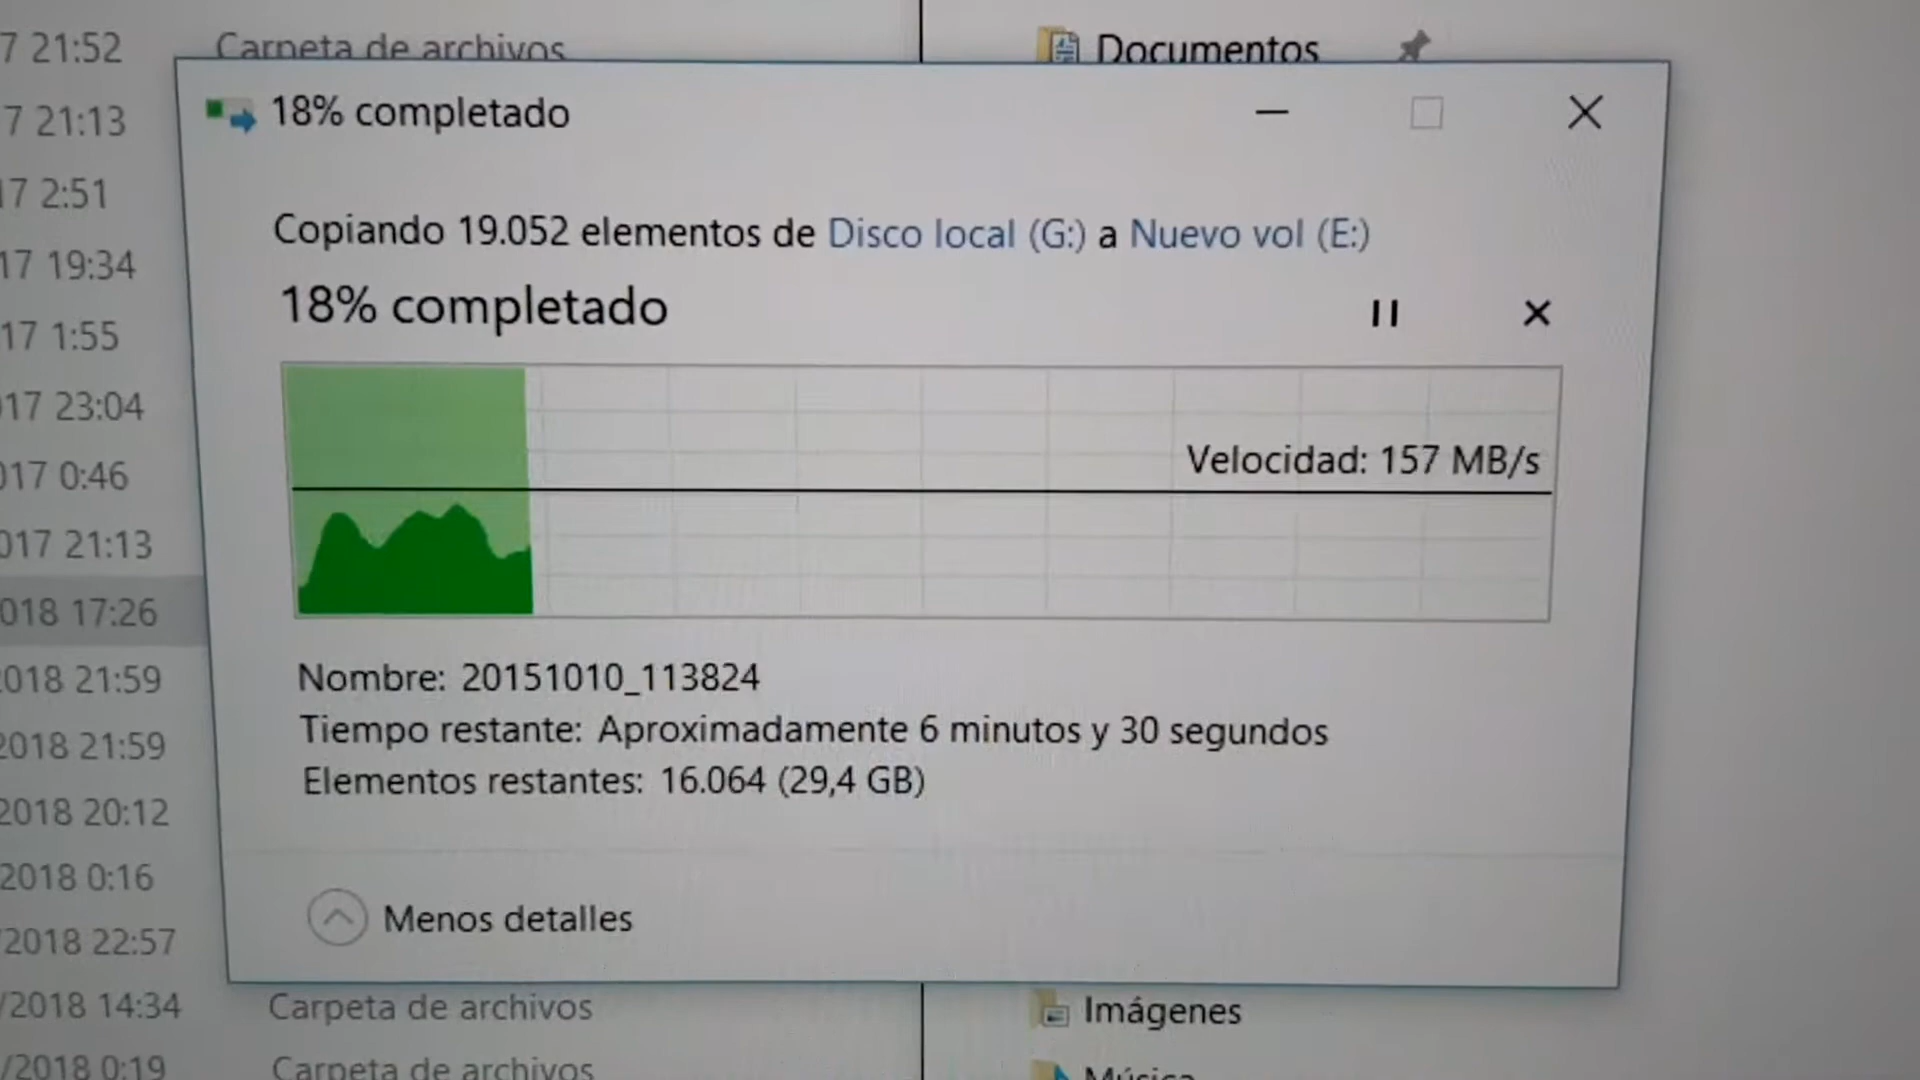 7 21:52 Carpeta de archivos Documentos
18% completado
7 21:13
17 2:51
Copiando 19.052 elementos de Disco local (G:) a Nuevo vol (E:)
17 19:34
18% completado
17 1:55
017 23:04
Velocidad: 157 MB/s
017 0:46
017 21:13
018 17:26
Nombre: 20151010_113824
2018 21:59
Tiempo restante: Aproximadamente 6 minutos y 30 segundos
2018 21:59
Elementos restantes: 16.064 (29,4 GB)
2018 20:12
2018 0:16
Menos detalles
/2018 22:57
/2018 14:34 Carpeta de archivos Imágenes
/2018 0:19 Carpeta de archivos Música